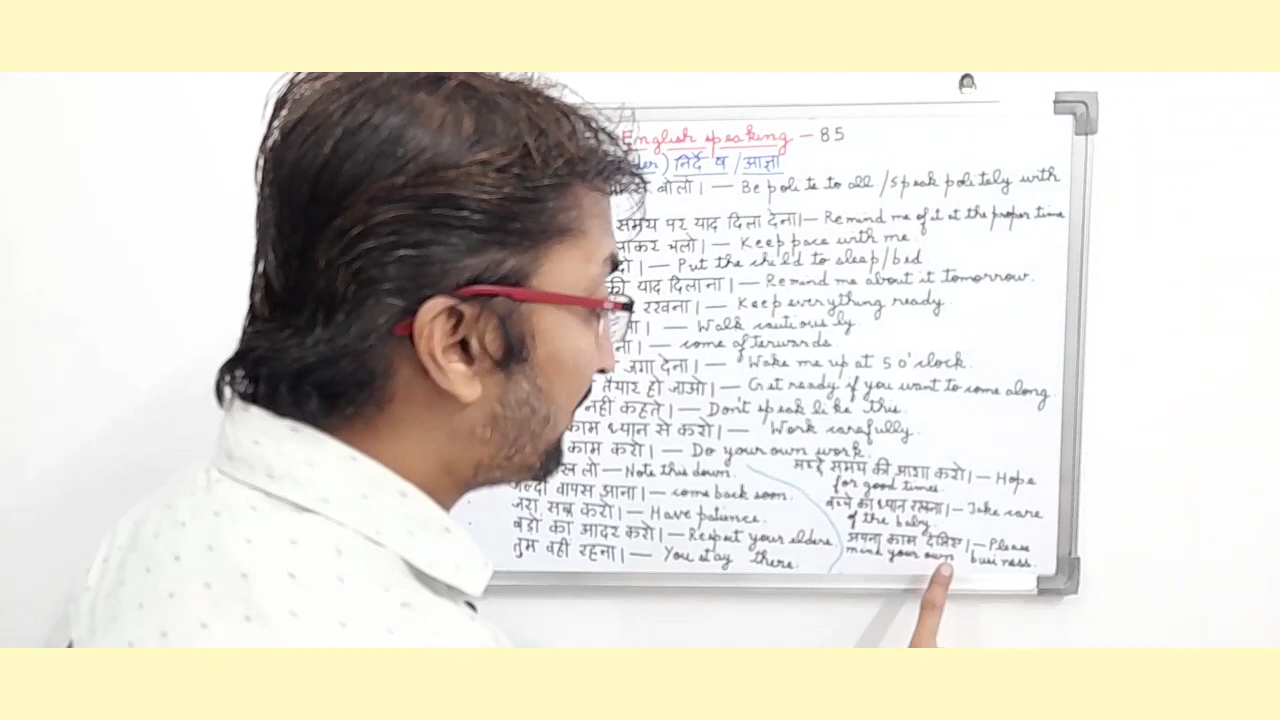 English speaking - 85
) निर्देष / आज्ञा
से बोलो। — Be polite to all / speak politely with
समय पर याद दिला देना। — Remind me of it at the proper time
चलो। — Keep pace with me.
दो। — Put the child to sleep/bed
की याद दिलाना। — Remind me about it tomorrow.
रखना। — Keep everything ready.
— Walk cautiously.
— come afterwards.
जगा देना। — Wake me up at 5 o'clock.
तैयार हो जाओ। — Get ready if you want to come along.
नहीं कहते। — Don't speak like this.
काम ध्यान से करो। — Work carefully.
काम करो। — Do your own work.
लो — Note this down.
जल्दी वापस आना। — come back soon.
जरा सब्र करो। — Have patience.
बड़ों का आदर करो। — Respect your elders
तुम वहीं रहना। — You stay there.
अच्छे समय की आशा करो। — Hope
for good times.
बच्चे का ध्यान रखना। — Take care
of the baby.
अपना काम देखिए। — Please
mind your own business.